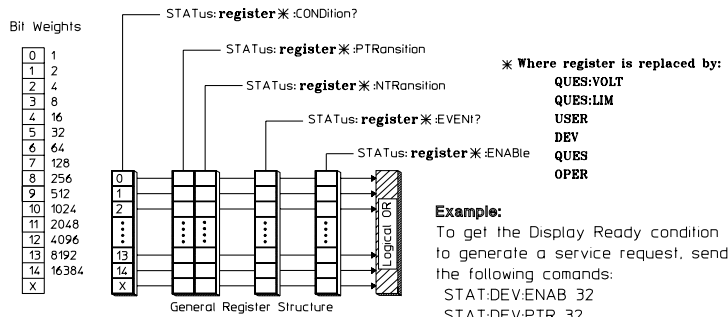 STATus: register * :CONDition?
Bit Weights
STATus: register * :PTRansition
STATus: register * :NTRansition
STATus: register * :EVENt?
STATus: register * :ENABle
* Where register is replaced by:
QUES:VOLT
QUES:LIM
USER
DEV
QUES
OPER
0 1
1 2
2 4
3 8
4 16
5 32
6 64
7 128
8 256
9 512
10 1024
11 2048
12 4096
13 8192
14 16384
X
0
1
2
13
14
X
Logical OR
General Register Structure
Example:
To get the Display Ready condition
to generate a service request, send
the following comands:
STAT:DEV:ENAB 32
STAT:DEV:PTR 32